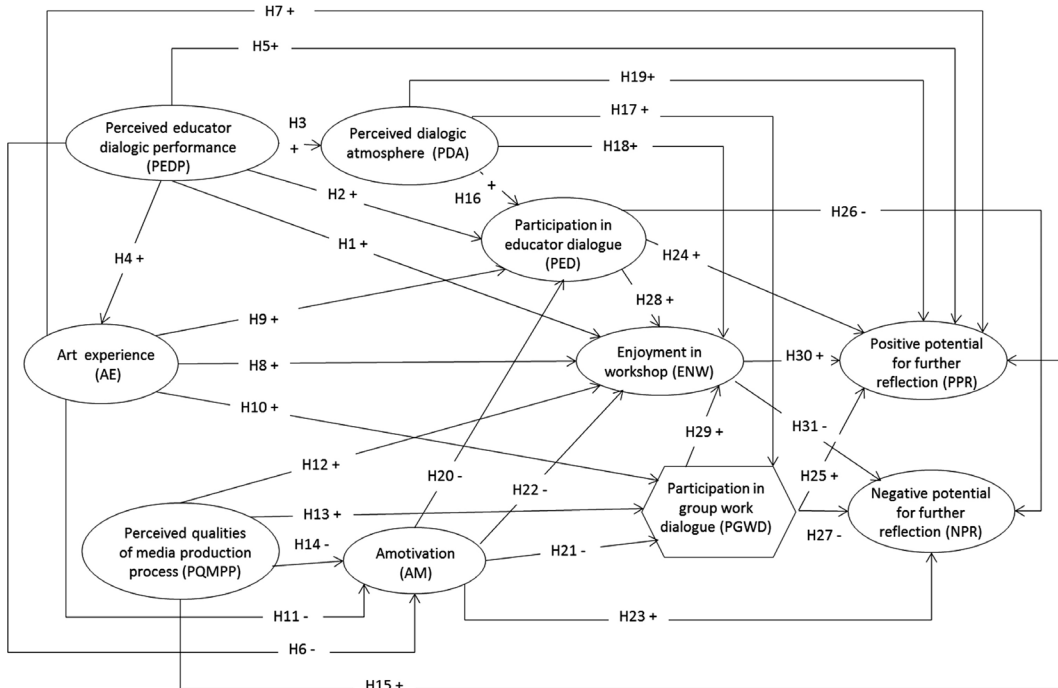 H7 +
H5+
H19+
H17 +
H3
+
Perceived educator
dialogic performance
(PEDP)
Perceived dialogic
atmosphere (PDA)
H18+
+
H16
H2 +
H26 -
Participation in
educator dialogue
(PED)
H1 +
H24 +
H4 +
H28 +
H9 +
Art experience
(AE)
H8 +
Enjoyment in
workshop (ENW)
H30 +
Positive potential
for further
reflection (PPR)
H10 +
H31 -
H29 +
H12 +
H20 -
H22 -
H25 +
Participation in
group work
dialogue (PGWD)
Negative potential
for further
reflection (NPR)
H13 +
Perceived qualities
of media production
process (PQMPP)
H14 -
Amotivation
(AM)
H21 -
H27 -
H11 -
H23 +
H6 -
H15 +